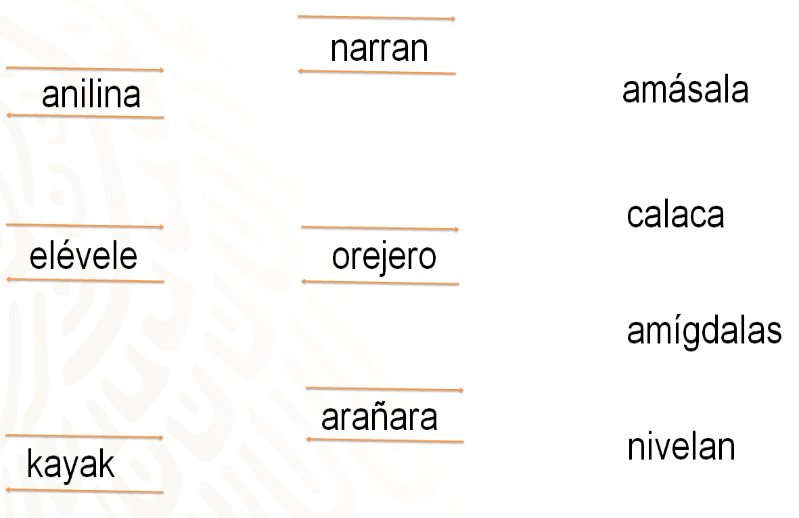 anilina
elévele
kayak
narran
orejero
arañara
amásala
calaca
amígdalas
nivelan